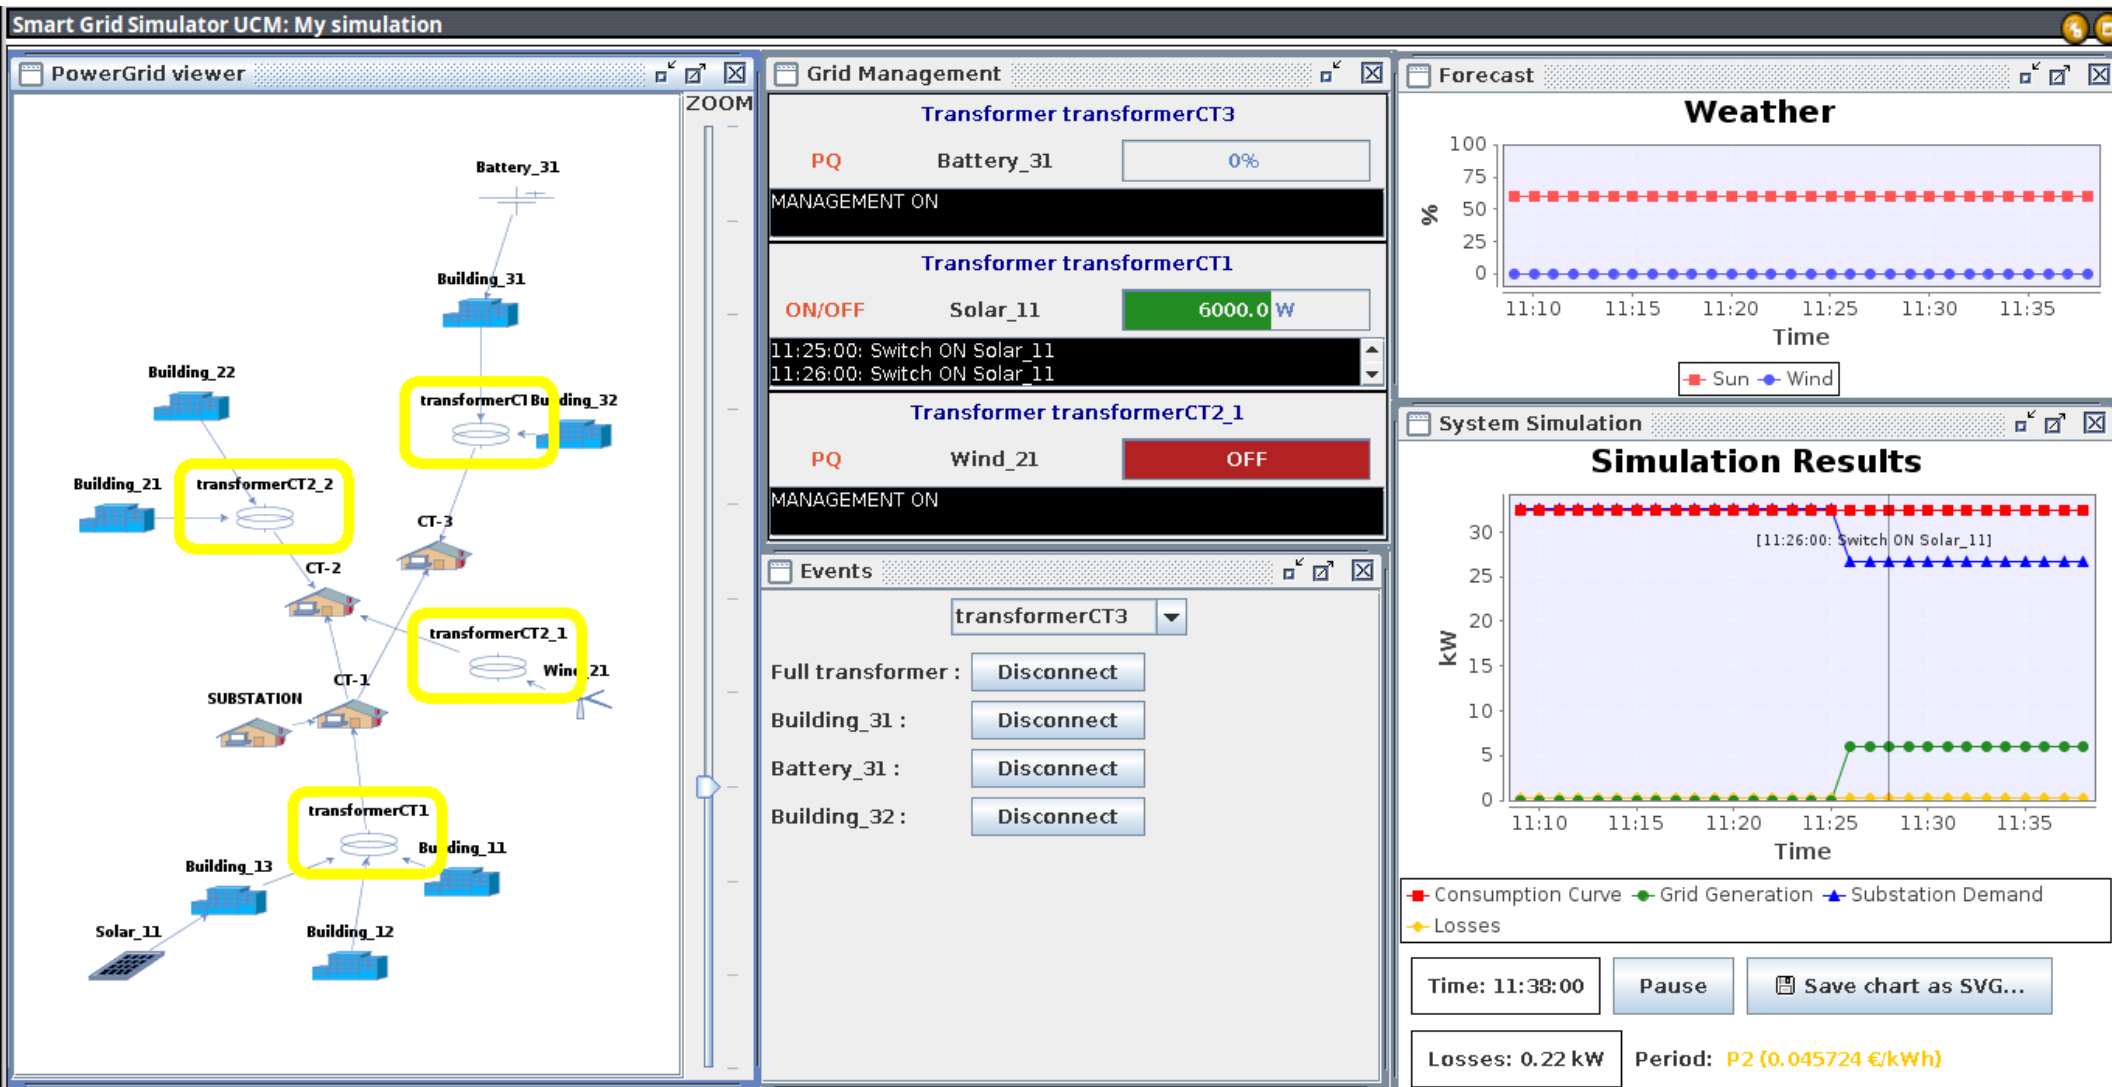 Smart Grid Simulator UCM: My simulation
PowerGrid viewer
ZOOM
Battery_31
Building_31
Building_22
transformerCT
Building_32
Building_21
transformerCT2_2
CT-3
CT-2
transformerCT2_1
Wind_21
CT-1
SUBSTATION
transformerCT1
Building_13
Building_11
Solar_11
Building_12
Grid Management
Transformer transformerCT3
PQ Battery_31 0%
MANAGEMENT ON
Transformer transformerCT1
ON/OFF Solar_11 6000.0 W
11:25:00: Switch ON Solar_11
11:26:00: Switch ON Solar_11
Transformer transformerCT2_1
PQ Wind_21 OFF
MANAGEMENT ON
Events
transformerCT3
Full transformer : Disconnect
Building_31 : Disconnect
Battery_31 : Disconnect
Building_32 : Disconnect
Forecast
Weather
100
75
50
25
0
%
11:10 11:15 11:20 11:25 11:30 11:35
Time
Sun Wind
System Simulation
Simulation Results
[11:26:00: Switch ON Solar_11]
30
25
20
15
10
5
0
kW
11:10 11:15 11:20 11:25 11:30 11:35
Time
Consumption Curve Grid Generation Substation Demand
Losses
Time: 11:38:00 Pause Save chart as SVG...
Losses: 0.22 kW Period: P2 (0.045724 €/kWh)